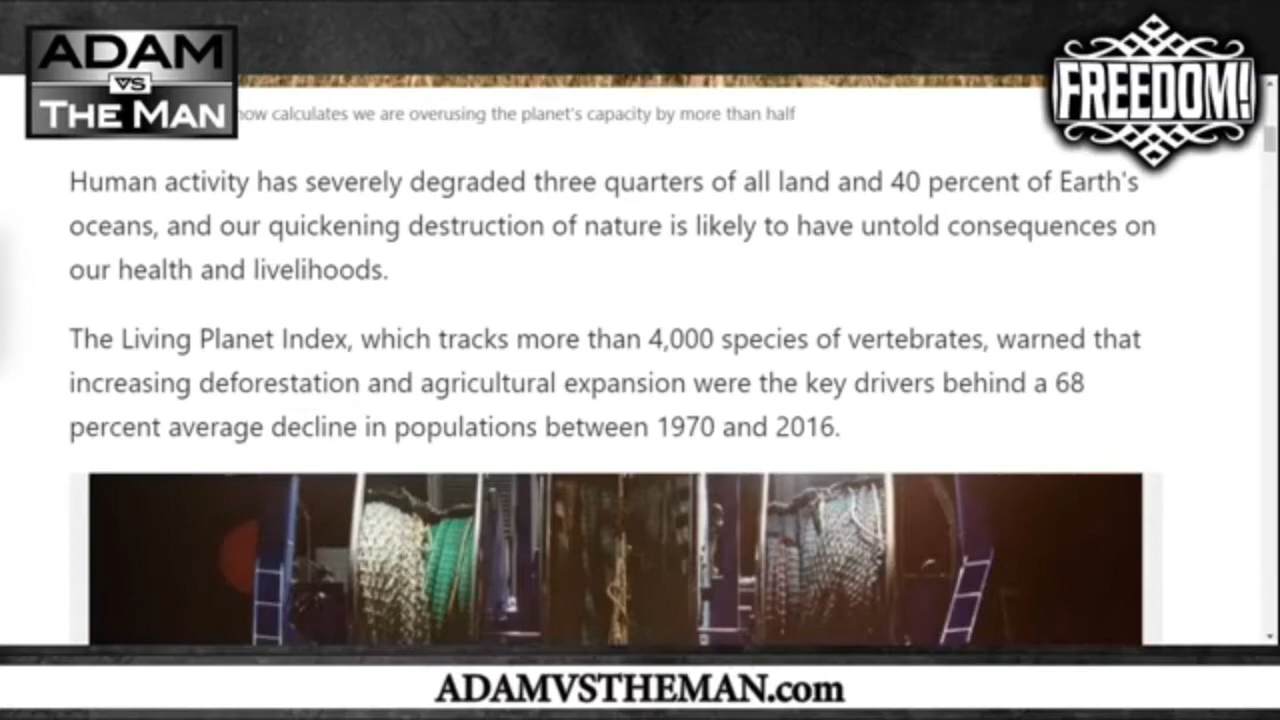 ADAM
VS
THE MAN
FREEDOM!
now calculates we are overusing the planet's capacity by more than half
Human activity has severely degraded three quarters of all land and 40 percent of Earth's
oceans, and our quickening destruction of nature is likely to have untold consequences on
our health and livelihoods.
The Living Planet Index, which tracks more than 4,000 species of vertebrates, warned that
increasing deforestation and agricultural expansion were the key drivers behind a 68
percent average decline in populations between 1970 and 2016.
ADAMVSTHEMAN.com